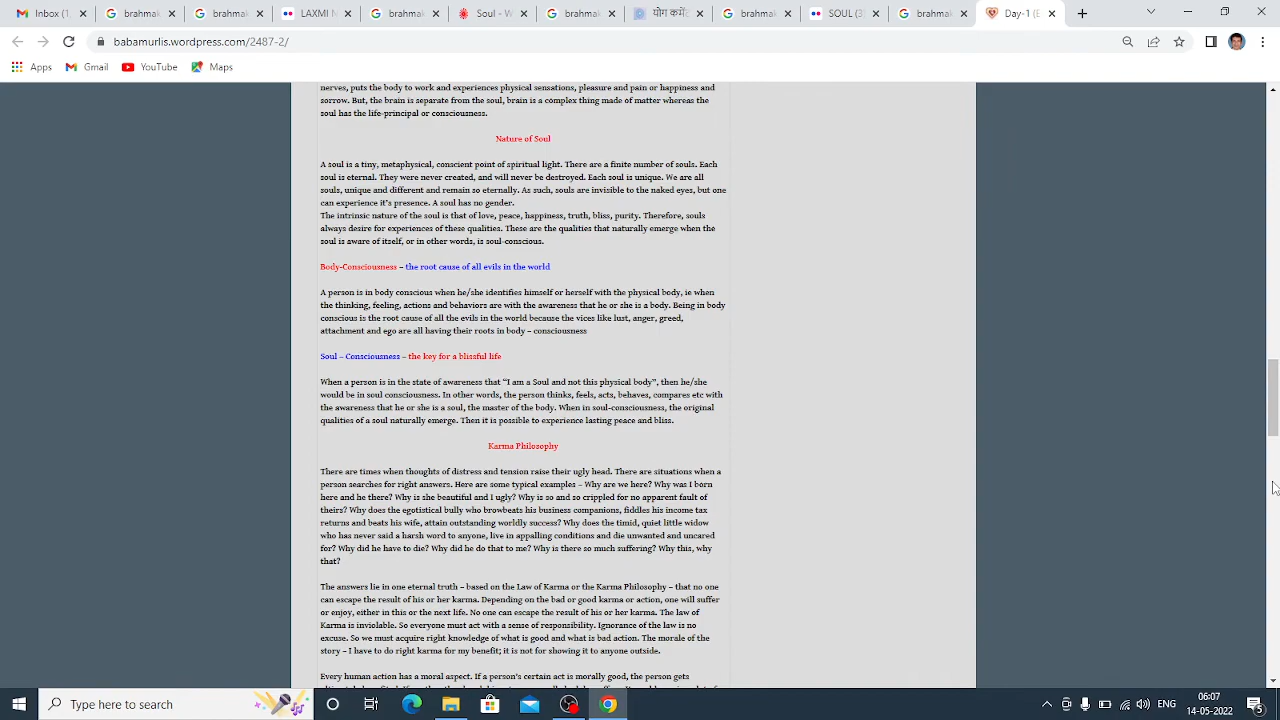 Inbox (1
brahmak
brahmak
LAXMI N
brahmak
Soul - W
brahmak
योग कमेंट
brahmak
SOUL (3)
brahmak
Day-1 (E
babamurlis.wordpress.com/2487-2/
Apps
Gmail
YouTube
Maps
nerves, puts the body to work and experiences physical sensations, pleasure and pain or happiness and
sorrow. But, the brain is separate from the soul, brain is a complex thing made of matter whereas the
soul has the life-principal or consciousness.
Nature of Soul
A soul is a tiny, metaphysical, conscient point of spiritual light. There are a finite number of souls. Each
soul is eternal. They were never created, and will never be destroyed. Each soul is unique. We are all
souls, unique and different and remain so eternally. As such, souls are invisible to the naked eyes, but one
can experience it's presence. A soul has no gender.
The intrinsic nature of the soul is that of love, peace, happiness, truth, bliss, purity. Therefore, souls
always desire for experiences of these qualities. These are the qualities that naturally emerge when the
soul is aware of itself, or in other words, is soul-conscious.
Body-Consciousness – the root cause of all evils in the world
A person is in body conscious when he/she identifies himself or herself with the physical body, ie when
the thinking, feeling, actions and behaviors are with the awareness that he or she is a body. Being in body
conscious is the root cause of all the evils in the world because the vices like lust, anger, greed,
attachment and ego are all having their roots in body – consciousness
Soul – Consciousness – the key for a blissful life
When a person is in the state of awareness that “I am a Soul and not this physical body”, then he/she
would be in soul consciousness. In other words, the person thinks, feels, acts, behaves, compares etc with
the awareness that he or she is a soul, the master of the body. When in soul-consciousness, the original
qualities of a soul naturally emerge. Then it is possible to experience lasting peace and bliss.
Karma Philosophy
There are times when thoughts of distress and tension raise their ugly head. There are situations when a
person searches for right answers. Here are some typical examples – Why are we here? Why was I born
here and he there? Why is she beautiful and I ugly? Why is so and so crippled for no apparent fault of
theirs? Why does the egotistical bully who browbeats his business companions, fiddles his income tax
returns and beats his wife, attain outstanding worldly success? Why does the timid, quiet little widow
who has never said a harsh word to anyone, live in appalling conditions and die unwanted and uncared
for? Why did he have to die? Why did he do that to me? Why is there so much suffering? Why this, why
that?
The answers lie in one eternal truth – based on the Law of Karma or the Karma Philosophy – that no one
can escape the result of his or her karma. Depending on the bad or good karma or action, one will suffer
or enjoy, either in this or the next life. No one can escape the result of his or her karma. The law of
Karma is inviolable. So everyone must act with a sense of responsibility. Ignorance of the law is no
excuse. So we must acquire right knowledge of what is good and what is bad action. The morale of the
story – I have to do right karma for my benefit; it is not for showing it to anyone outside.
Every human action has a moral aspect. If a person's certain act is morally good, the person gets
Type here to search
ENG
06:07
14-05-2022